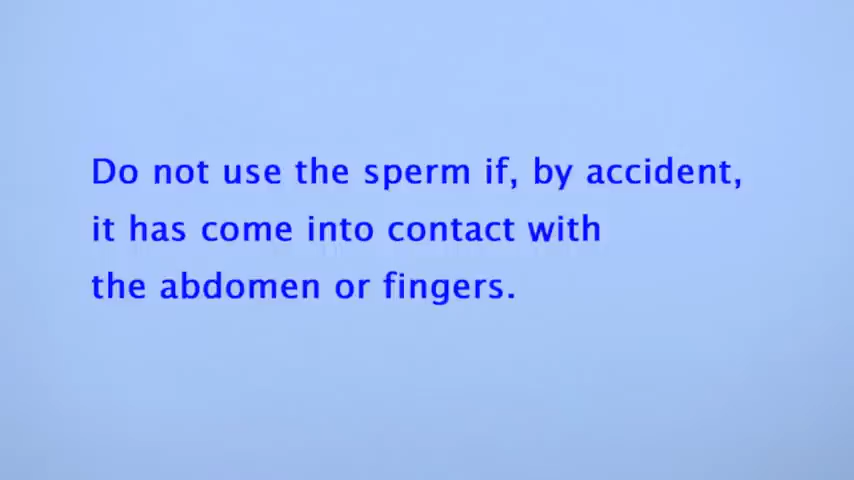 Do not use the sperm if, by accident,
it has come into contact with
the abdomen or fingers.